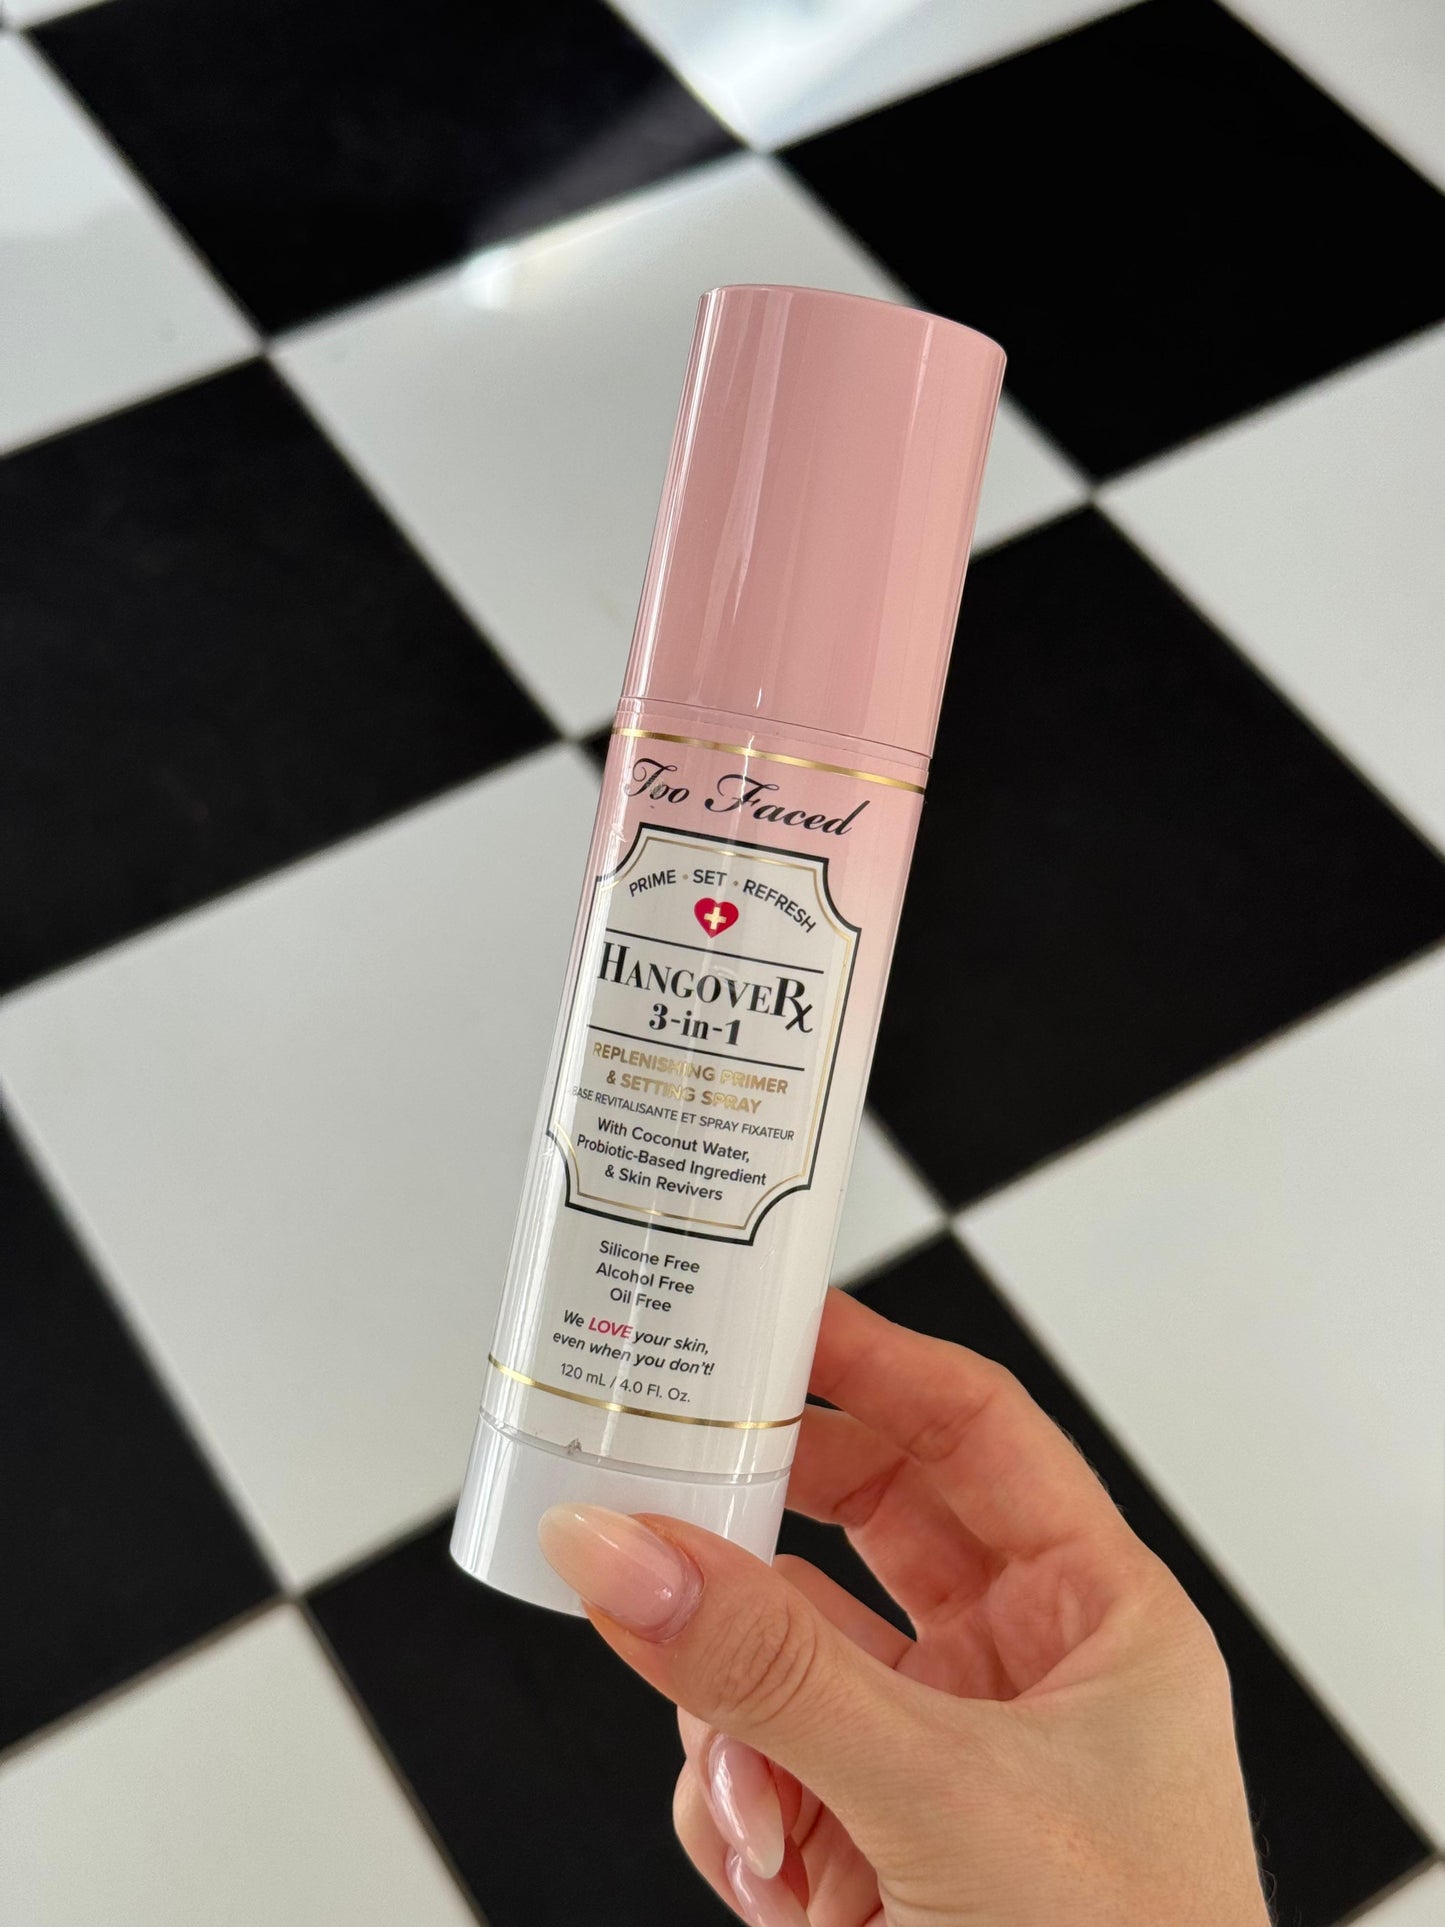 Too Faced
PRIME • SET • REFRESH
HANGOVERx
3-in-1
REPLENISHING PRIMER
& SETTING SPRAY
BASE REVITALISANTE ET SPRAY FIXATEUR
With Coconut Water,
Probiotic-Based Ingredient
& Skin Revivers
Silicone Free
Alcohol Free
Oil Free
We LOVE your skin,
even when you don't!
120 mL / 4.0 Fl. Oz.